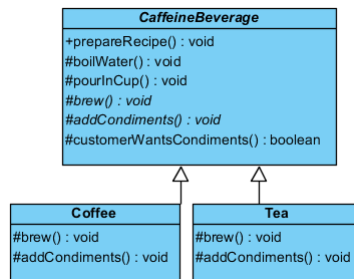 CaffeineBeverage
+prepareRecipe() : void
#boilWater() : void
#pourInCup() : void
#brew() : void
#addCondiments() : void
#customerWantsCondiments() : boolean
Coffee
#brew() : void
#addCondiments() : void
Tea
#brew() : void
#addCondiments() : void